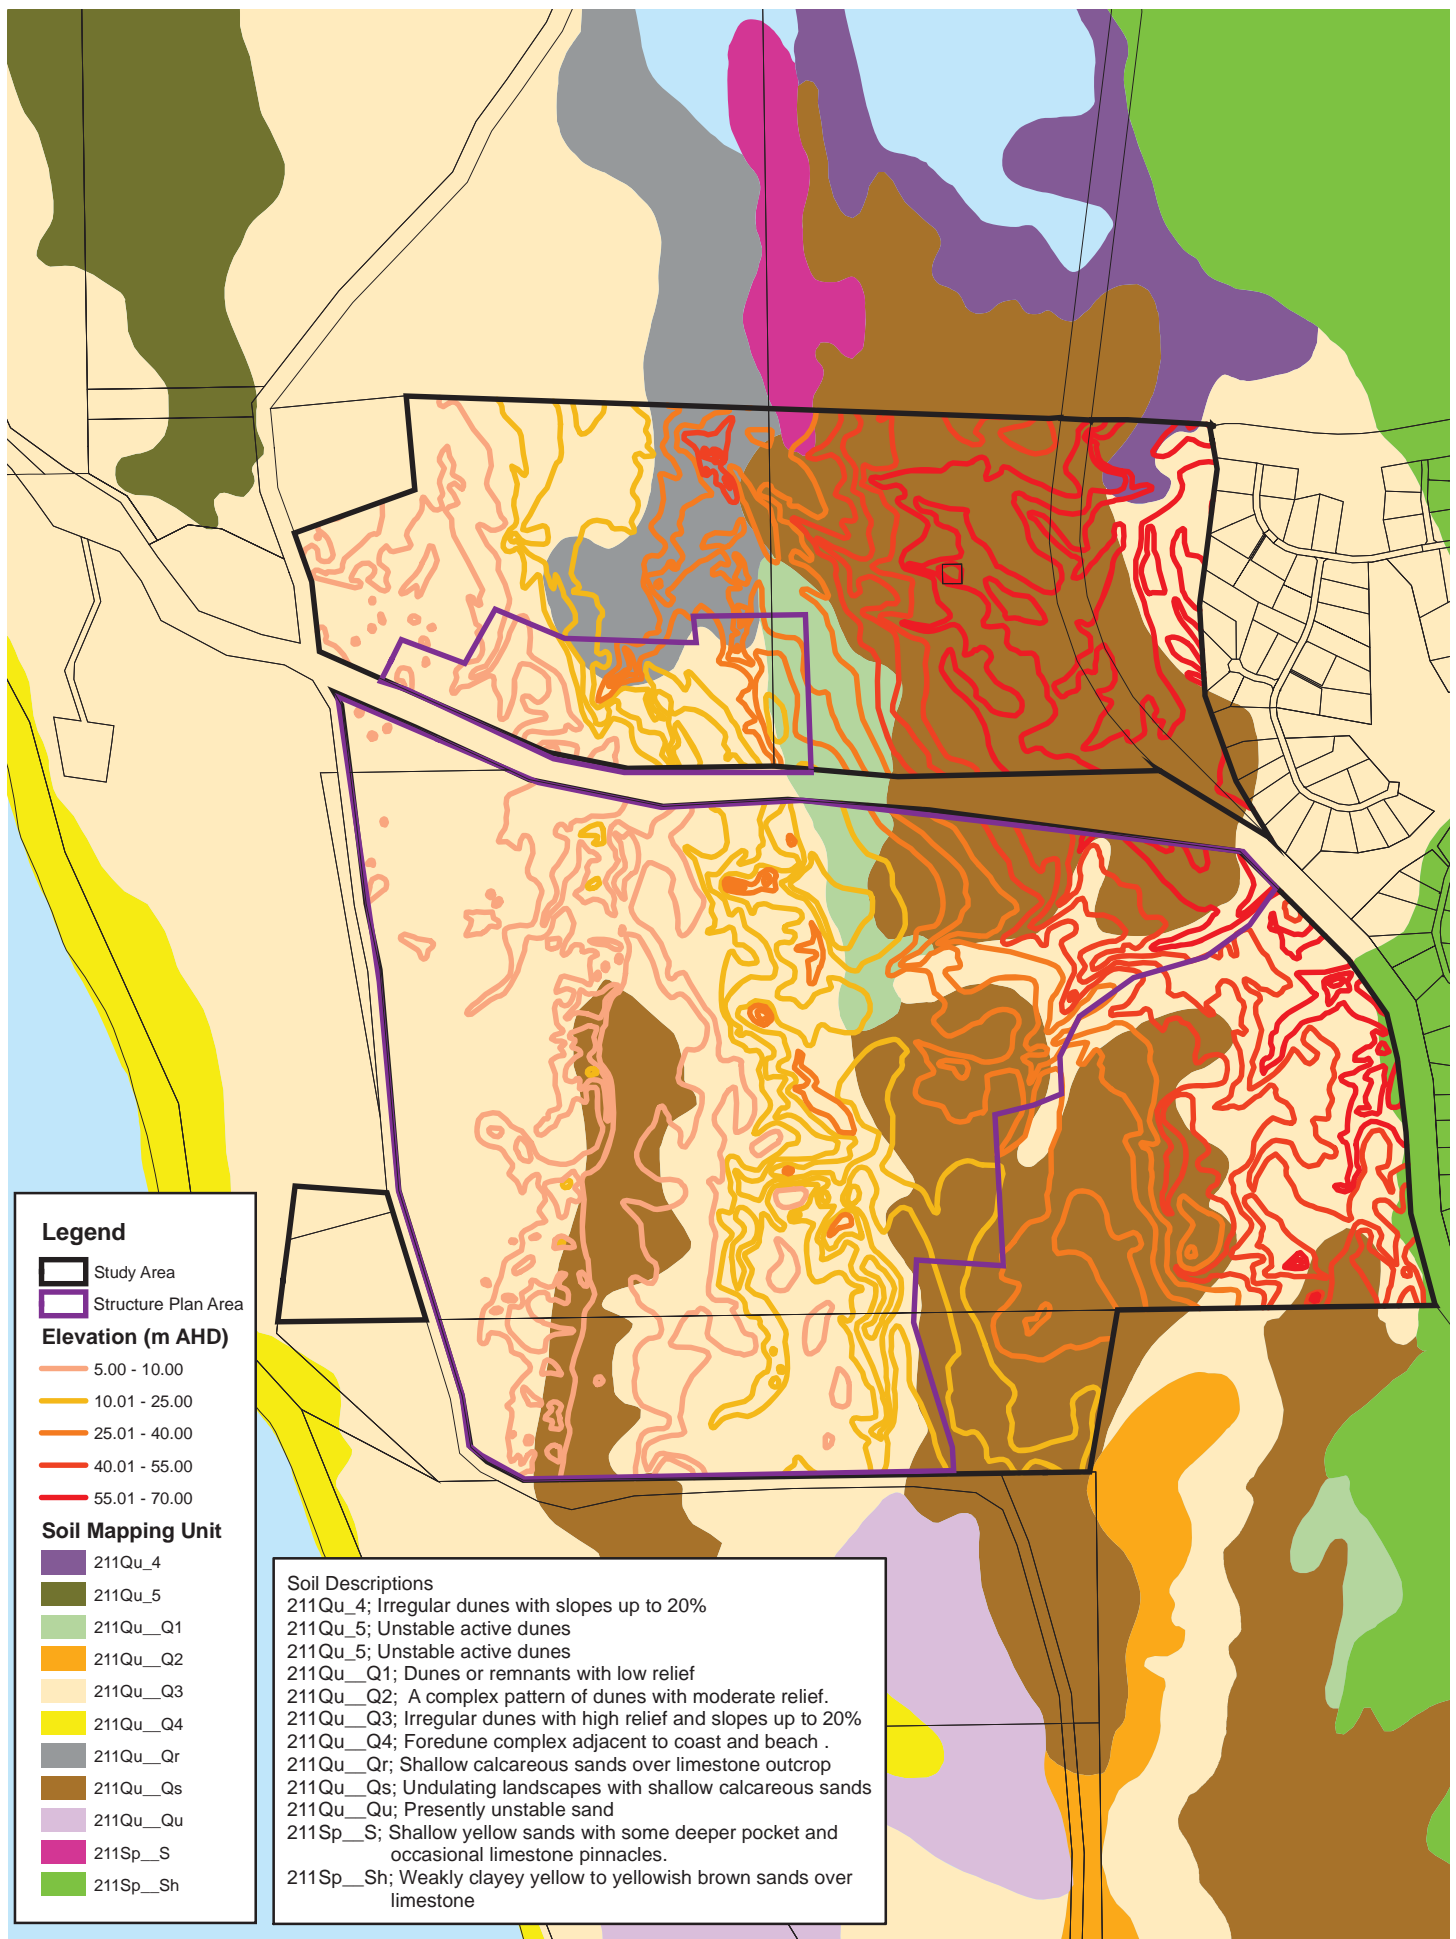 Legend
Study Area
Structure Plan Area
Elevation (m AHD)
5.00 - 10.00
10.01 - 25.00
25.01 - 40.00
40.01 - 55.00
55.01 - 70.00
Soil Mapping Unit
211Qu_4
211Qu_5
211Qu__Q1
211Qu__Q2
211Qu__Q3
211Qu__Q4
211Qu__Qr
211Qu__Qs
211Qu__Qu
211Sp__S
211Sp__Sh
Soil Descriptions
211Qu_4; Irregular dunes with slopes up to 20%
211Qu_5; Unstable active dunes
211Qu_5; Unstable active dunes
211Qu__Q1; Dunes or remnants with low relief
211Qu__Q2; A complex pattern of dunes with moderate relief.
211Qu__Q3; Irregular dunes with high relief and slopes up to 20%
211Qu__Q4; Foredune complex adjacent to coast and beach .
211Qu__Qr; Shallow calcareous sands over limestone outcrop
211Qu__Qs; Undulating landscapes with shallow calcareous sands
211Qu__Qu; Presently unstable sand
211Sp__S; Shallow yellow sands with some deeper pocket and
occasional limestone pinnacles.
211Sp__Sh; Weakly clayey yellow to yellowish brown sands over
limestone